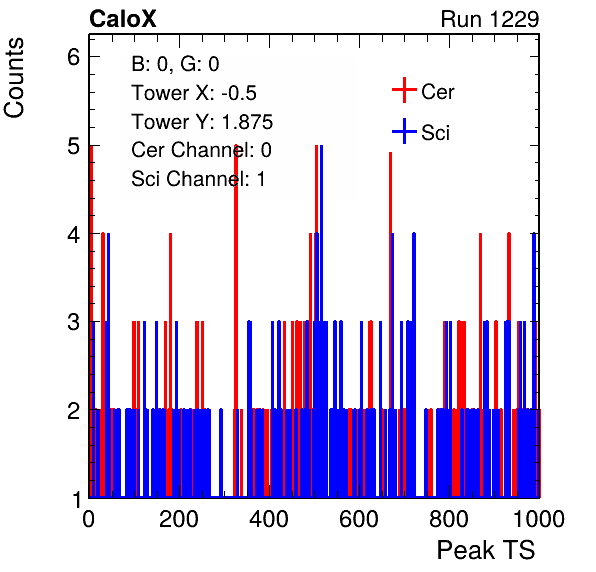 CaloX Run 1229
Counts
B: 0, G: 0
Tower X: -0.5
Tower Y: 1.875
Cer Channel: 0
Sci Channel: 1
Cer
Sci
6
5
4
3
2
1
0 200 400 600 800 1000
Peak TS